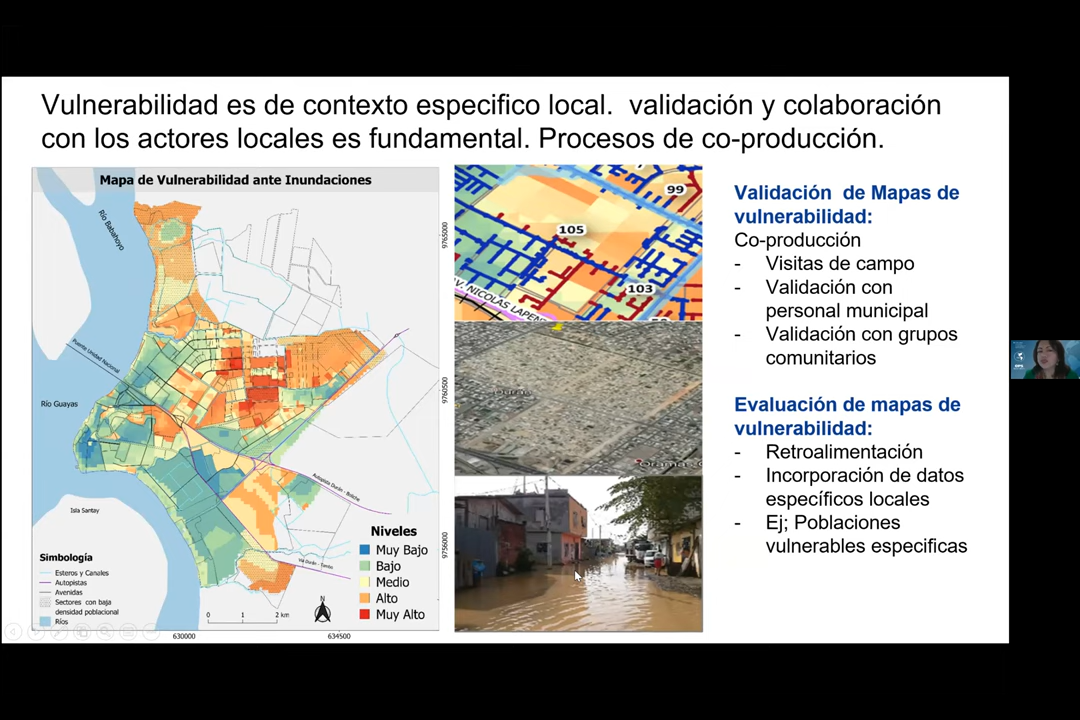 Vulnerabilidad es de contexto especifico local. validación y colaboración
con los actores locales es fundamental. Procesos de co-producción.
Mapa de Vulnerabilidad ante Inundaciones
Río Babahoyo
Puente Unidad Nacional
Río Guayas
Isla Santay
Autopista Durán - Boliche
Vía Durán - Tambo
9765000
9760500
9756000
Niveles
Muy Bajo
Bajo
Medio
Alto
Muy Alto
Simbología
Esteros y Canales
Autopistas
Avenidas
Sectores con baja
densidad poblacional
Ríos
N
0 1 2 km
630000 634500
99
105
103
AV. NICOLAS LAPEN
Validación de Mapas de
vulnerabilidad:
Co-producción
- Visitas de campo
- Validación con
personal municipal
- Validación con grupos
comunitarios
Evaluación de mapas de
vulnerabilidad:
- Retroalimentación
- Incorporación de datos
específicos locales
- Ej; Poblaciones
vulnerables especificas